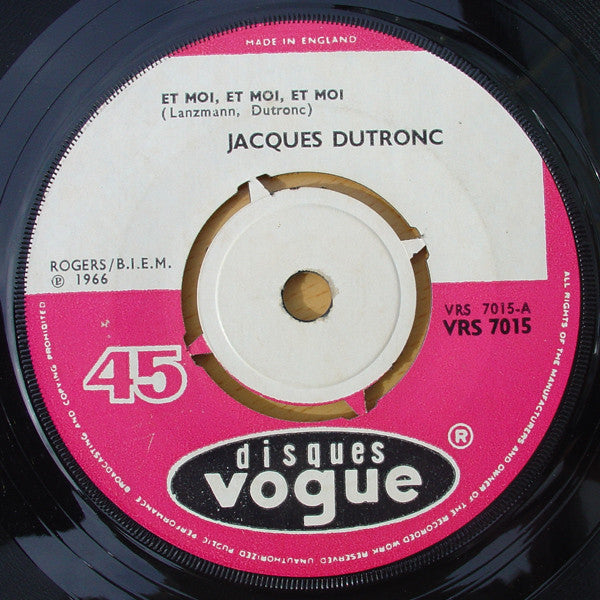 MADE IN ENGLAND
ET MOI, ET MOI, ET MOI
(Lanzmann, Dutronc)
JACQUES DUTRONC
ROGERS/B.I.E.M.
℗ 1966
VRS 7015-A
VRS 7015
45
®
disques
vogue
ALL RIGHTS OF THE MANUFACTURERS AND OWNER OF THE RECORDED WORK RESERVED UNAUTHORIZED PUBLIC PERFORMANCE BROADCASTING AND COPYING PROHIBITED